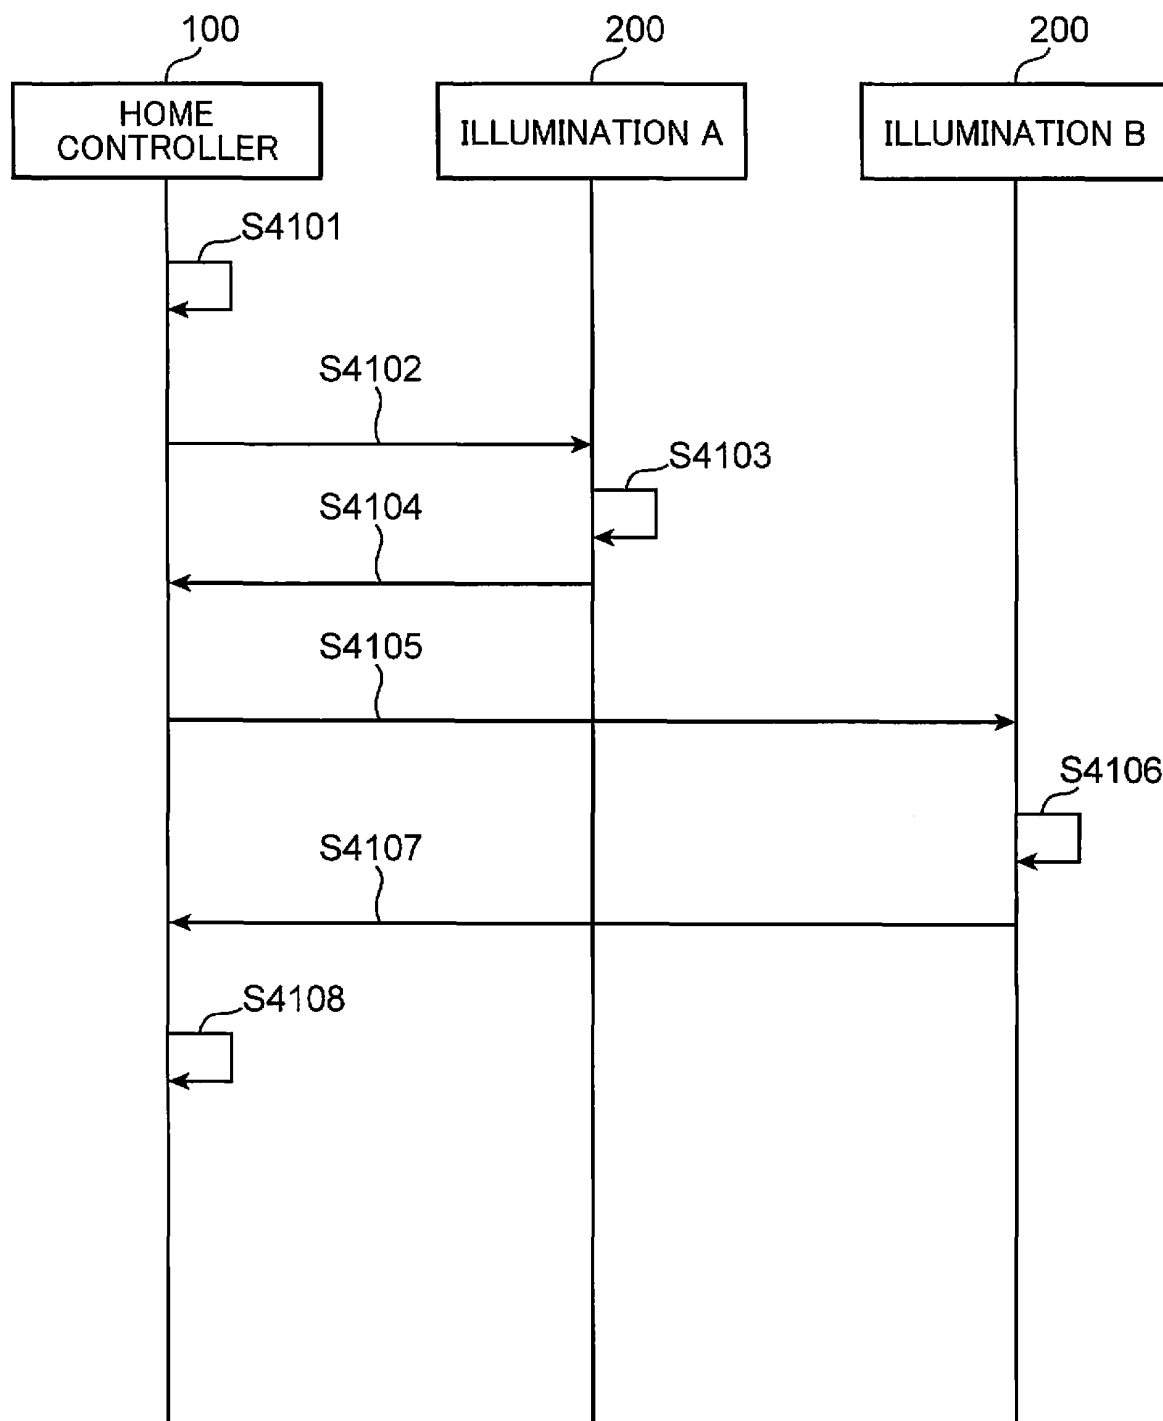 100
200
200
HOME
CONTROLLER
ILLUMINATION A
ILLUMINATION B
S4101
S4102
S4103
S4104
S4105
S4106
S4107
S4108